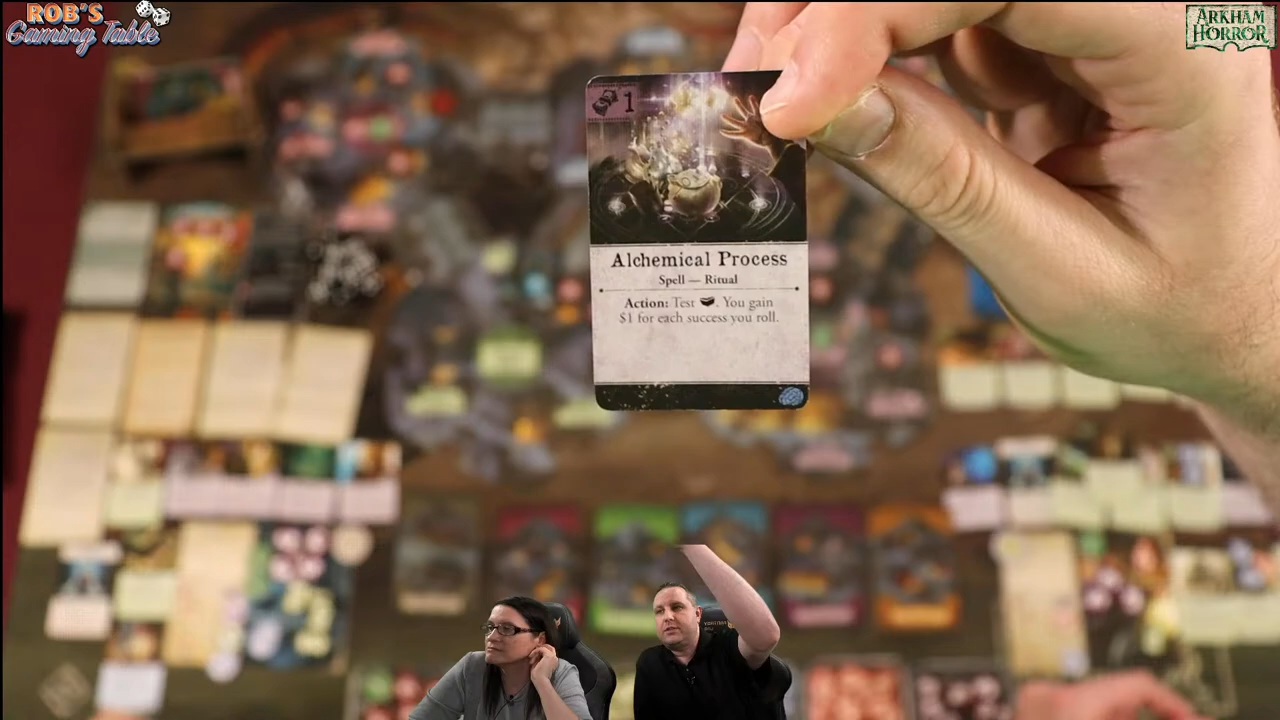 ROB'S
Gaming Table
ARKHAM
HORROR
1
Alchemical Process
Spell — Ritual
Action: Test . You gain
$1 for each success you roll.